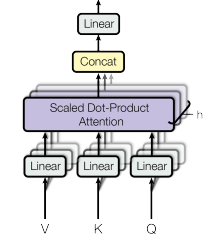 Linear
Concat
Scaled Dot-Product
Attention
h
Linear Linear Linear
V K Q